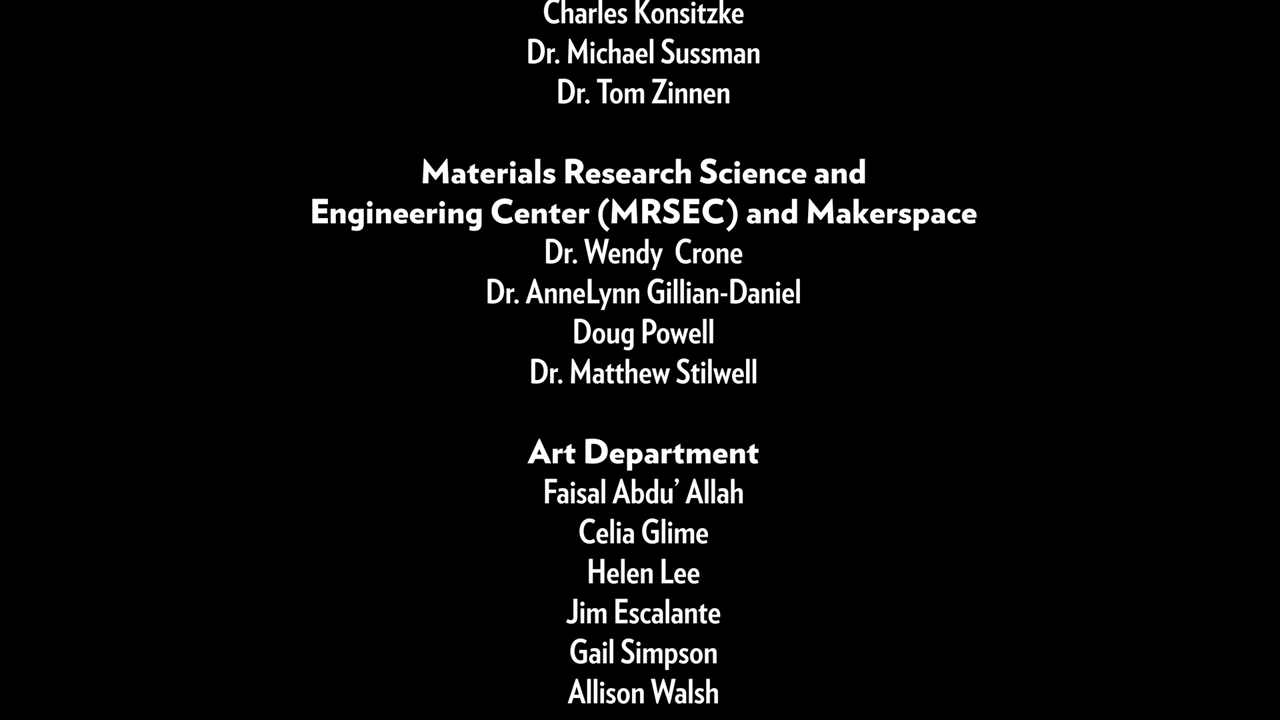 Charles Konsitzke
Dr. Michael Sussman
Dr. Tom Zinnen
Materials Research Science and
Engineering Center (MRSEC) and Makerspace
Dr. Wendy  Crone
Dr. AnneLynn Gillian-Daniel
Doug Powell
Dr. Matthew Stilwell
Art Department
Faisal Abdu’ Allah
Celia Glime
Helen Lee
Jim Escalante
Gail Simpson
Allison Walsh